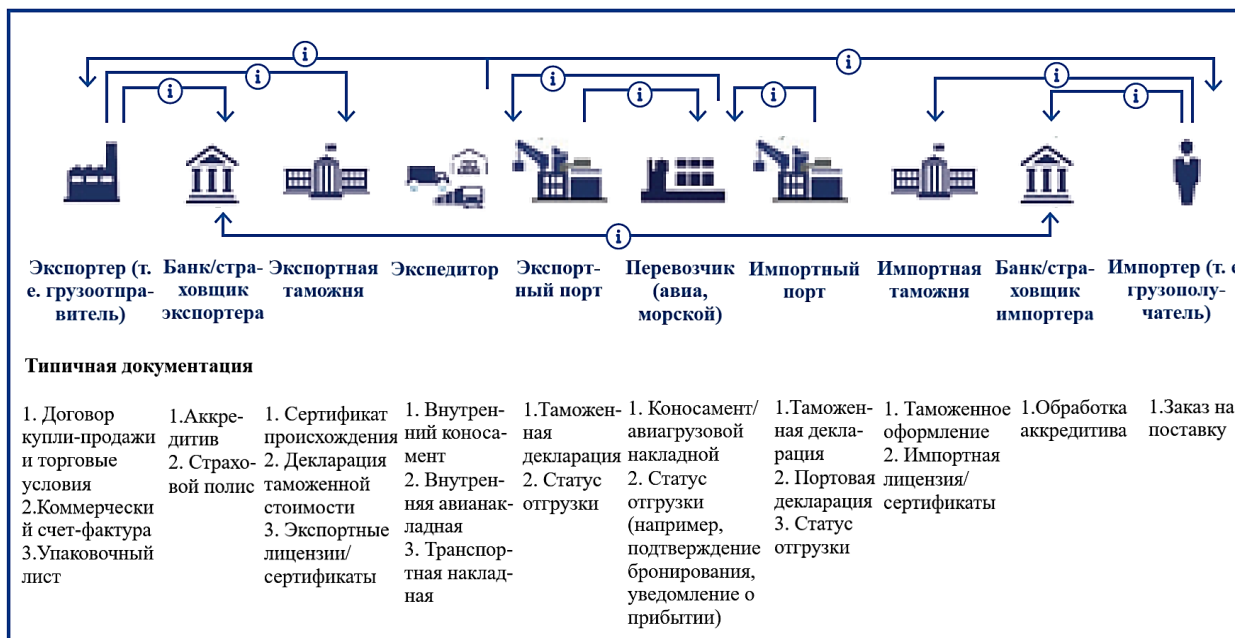 i
i
i
i
i
i
i
i
i
i
Экспортер (т.
е. грузоотпра-
витель)
Банк/стра-
ховщик
экспортера
Экспортная
таможня
Экспедитор
Экспорт-
ный порт
Перевозчик
(авиа,
морской)
Импортный
порт
Импортная
таможня
Банк/стра-
ховщик
импортера
Импортер (т. е
грузополу-
чатель)
Типичная документация
1. Договор
купли-продажи
и торговые
условия
2.Коммерчески
й счет-фактура
3.Упаковочный
лист
1.Аккре-
дитив
2. Страхо-
вой полис
1. Сертификат
происхождения
2. Декларация
таможенной
стоимости
3. Экспортные
лицензии/
сертификаты
1. Внутрен-
ний коноса-
мент
2. Внутрен-
няя авианак-
ладная
3. Транспор-
тная наклад-
ная
1.Таможен-
ная
декларация
2. Статус
отгрузки
1. Коносамент/
авиагрузовой
накладной
2. Статус
отгрузки
(например,
подтверждение
бронирования,
уведомление о
прибытии)
1.Таможен-
ная декла-
рация
2. Портовая
декларация
3. Статус
отгрузки
1. Таможенное
оформление
2. Импортная
лицензия/
сертификаты
1.Обработка
аккредитива
1.Заказ на
поставку